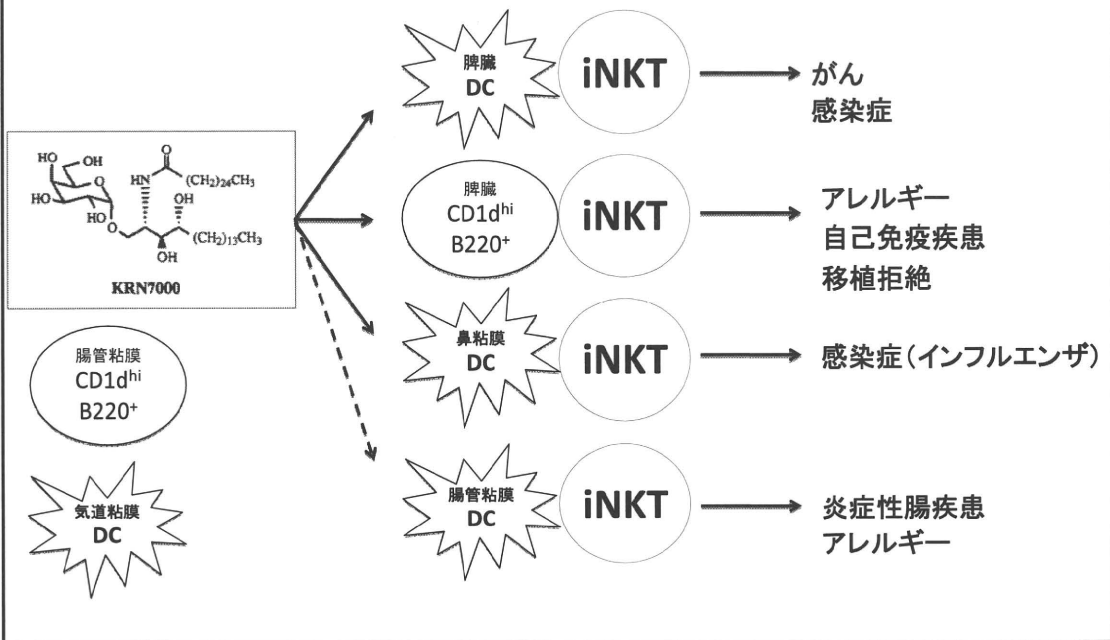 脾臓
DC
iNKT
がん
感染症
HO
OH
O
HO
HO
O
HN
O
(CH₂)₂₄CH₃
OH
(CH₂)₁₃CH₃
OH
KRN7000
脾臓
CD1dʰⁱ
B220⁺
iNKT
アレルギー
自己免疫疾患
移植拒絶
鼻粘膜
DC
iNKT
感染症(インフルエンザ)
腸管粘膜
CD1dʰⁱ
B220⁺
腸管粘膜
DC
iNKT
炎症性腸疾患
アレルギー
気道粘膜
DC